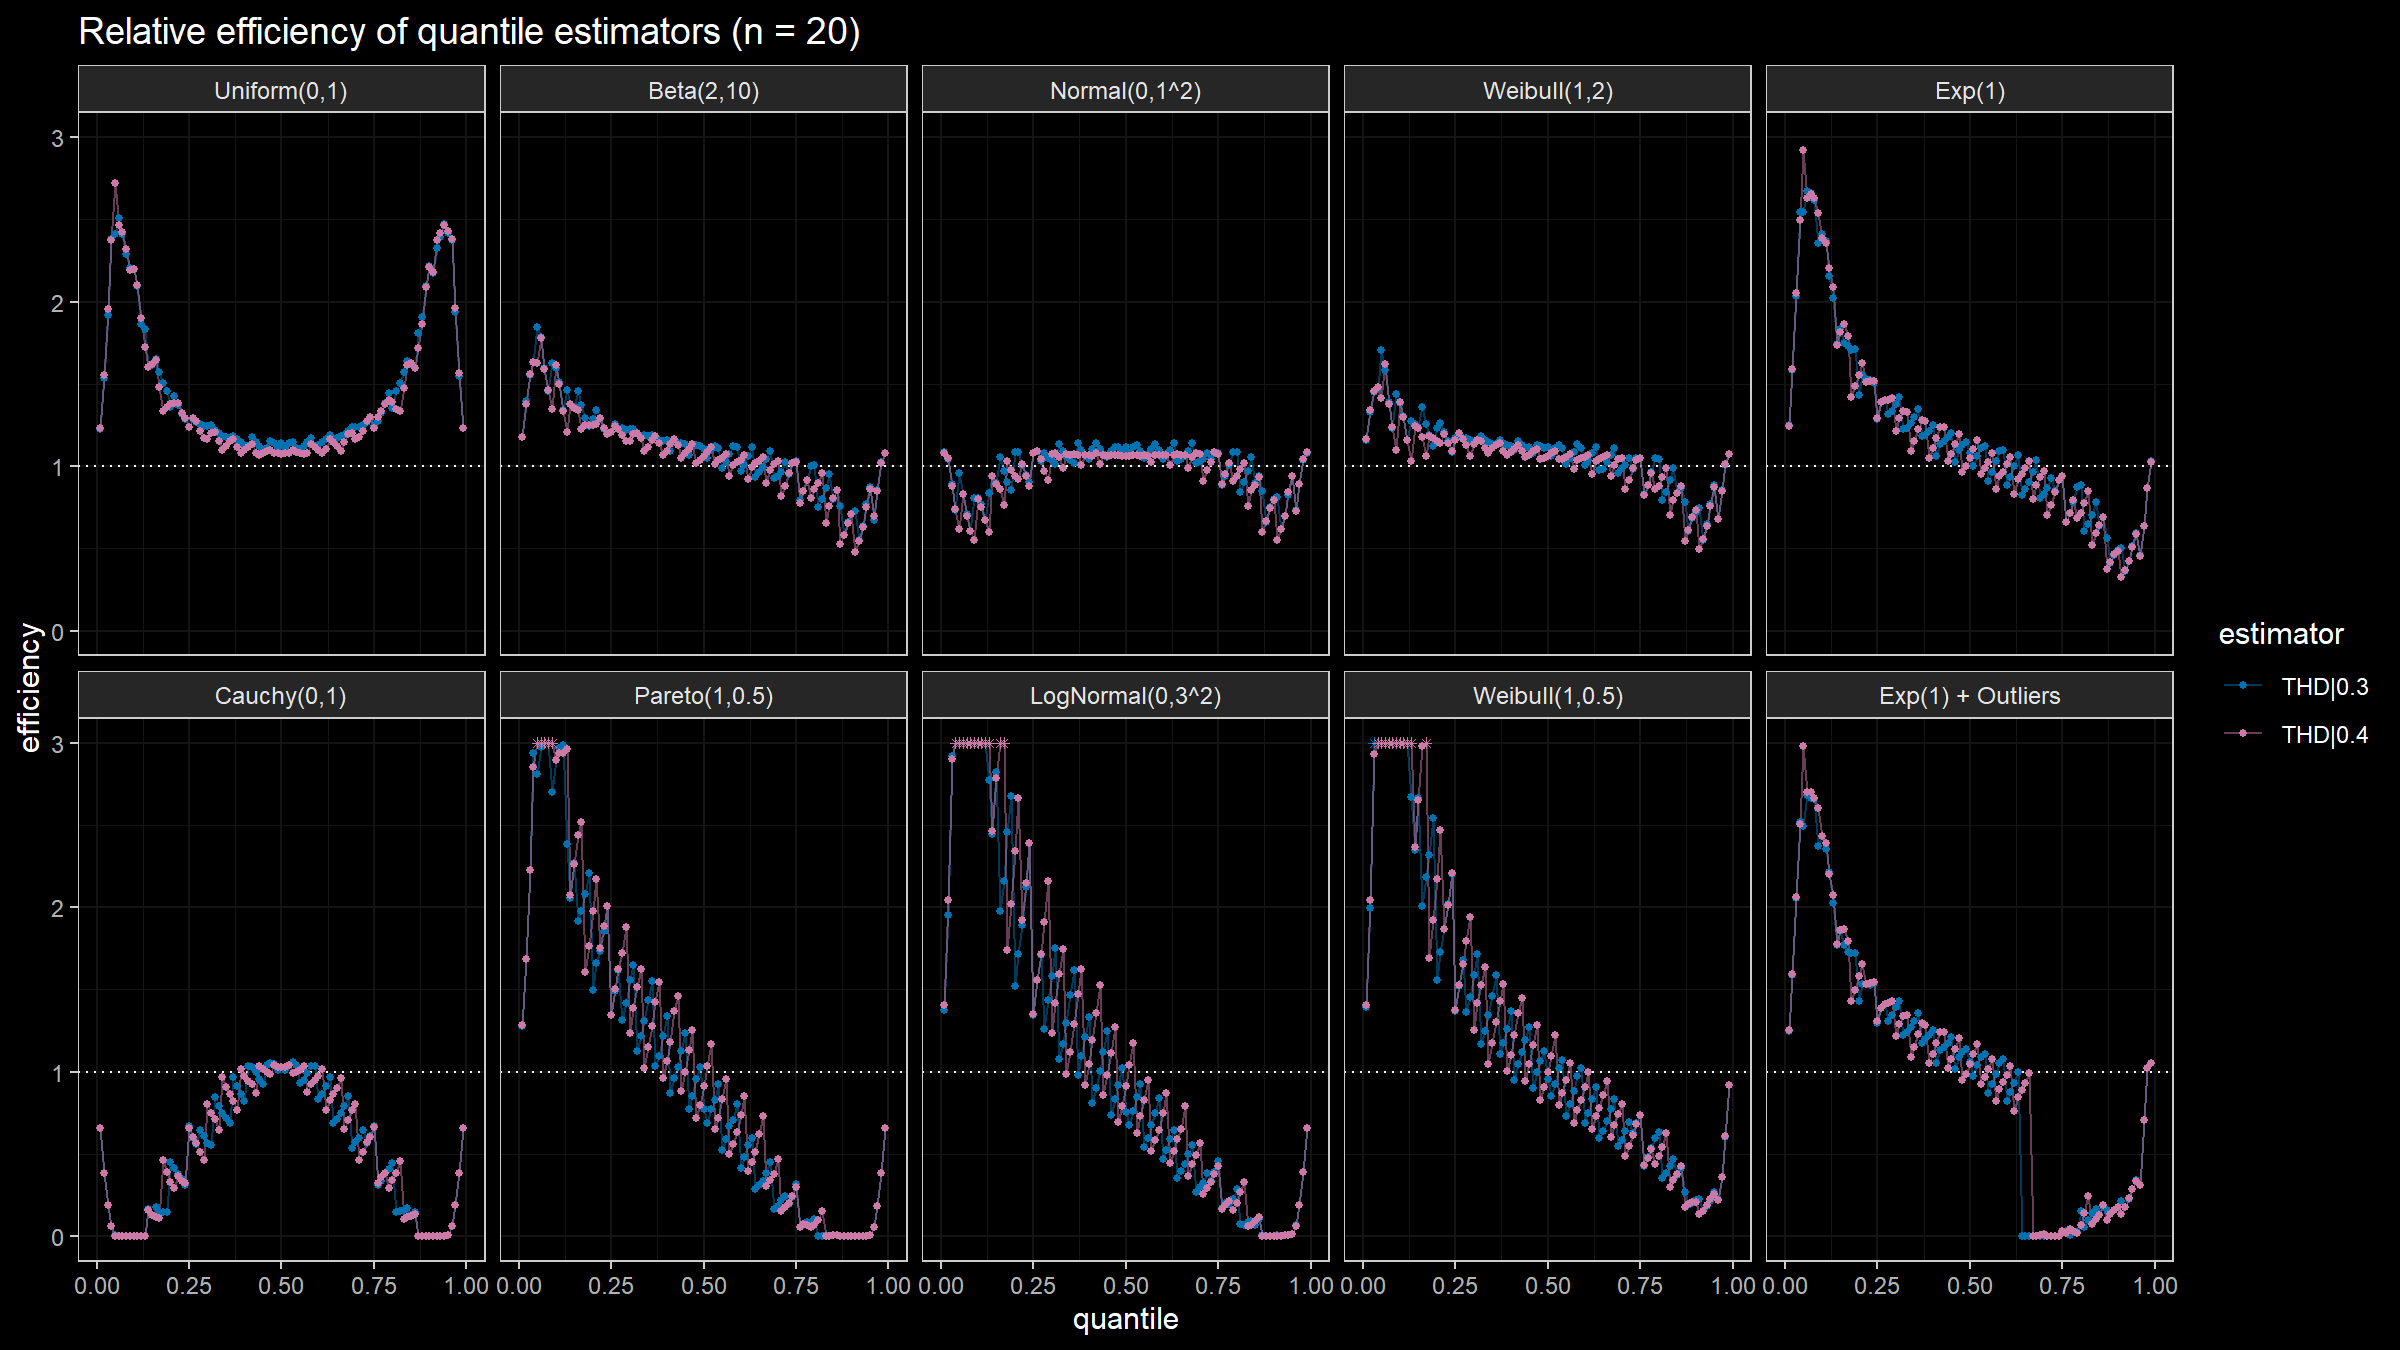 Relative efficiency of quantile estimators (n = 20)
Uniform(0,1)
Beta(2,10)
Normal(0,1^2)
Weibull(1,2)
Exp(1)
3
2
1
0
Cauchy(0,1)
Pareto(1,0.5)
LogNormal(0,3^2)
Weibull(1,0.5)
Exp(1) + Outliers
3
2
1
0
0.00 0.25 0.50 0.75 1.00
0.00 0.25 0.50 0.75 1.00
0.00 0.25 0.50 0.75 1.00
0.00 0.25 0.50 0.75 1.00
0.00 0.25 0.50 0.75 1.00
quantile
efficiency
estimator
THD|0.3
THD|0.4